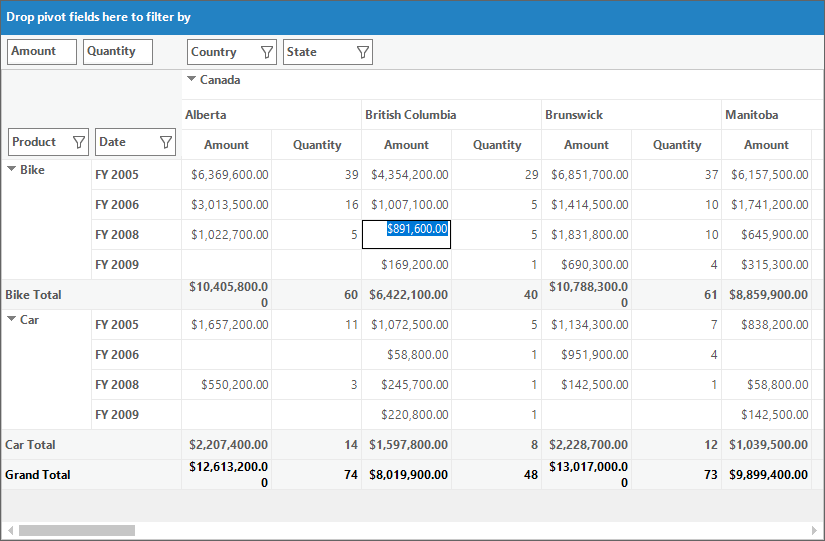 Drop pivot fields here to filter by
Amount Quantity Country State
Canada
Alberta British Columbia Brunswick Manitoba
Product Date Amount Quantity Amount Quantity Amount Quantity Amount
Bike FY 2005 $6,369,600.00 39 $4,354,200.00 29 $6,851,700.00 37 $6,157,500.00
FY 2006 $3,013,500.00 16 $1,007,100.00 5 $1,414,500.00 10 $1,741,200.00
FY 2008 $1,022,700.00 5 $891,600.00 $1,831,800.00 10 $645,900.00
FY 2009 $169,200.00 1 $690,300.00 4 $315,300.00
Bike Total $10,405,800.00 60 $6,422,100.00 40 $10,788,300.00 61 $8,859,900.00
Car FY 2005 $1,657,200.00 11 $1,072,500.00 5 $1,134,300.00 7 $838,200.00
FY 2006 $58,800.00 1 $951,900.00 4
FY 2008 $550,200.00 3 $245,700.00 1 $142,500.00 1 $58,800.00
FY 2009 $220,800.00 1 $142,500.00
Car Total $2,207,400.00 14 $1,597,800.00 8 $2,228,700.00 12 $1,039,500.00
Grand Total $12,613,200.00 74 $8,019,900.00 48 $13,017,000.00 73 $9,899,400.00